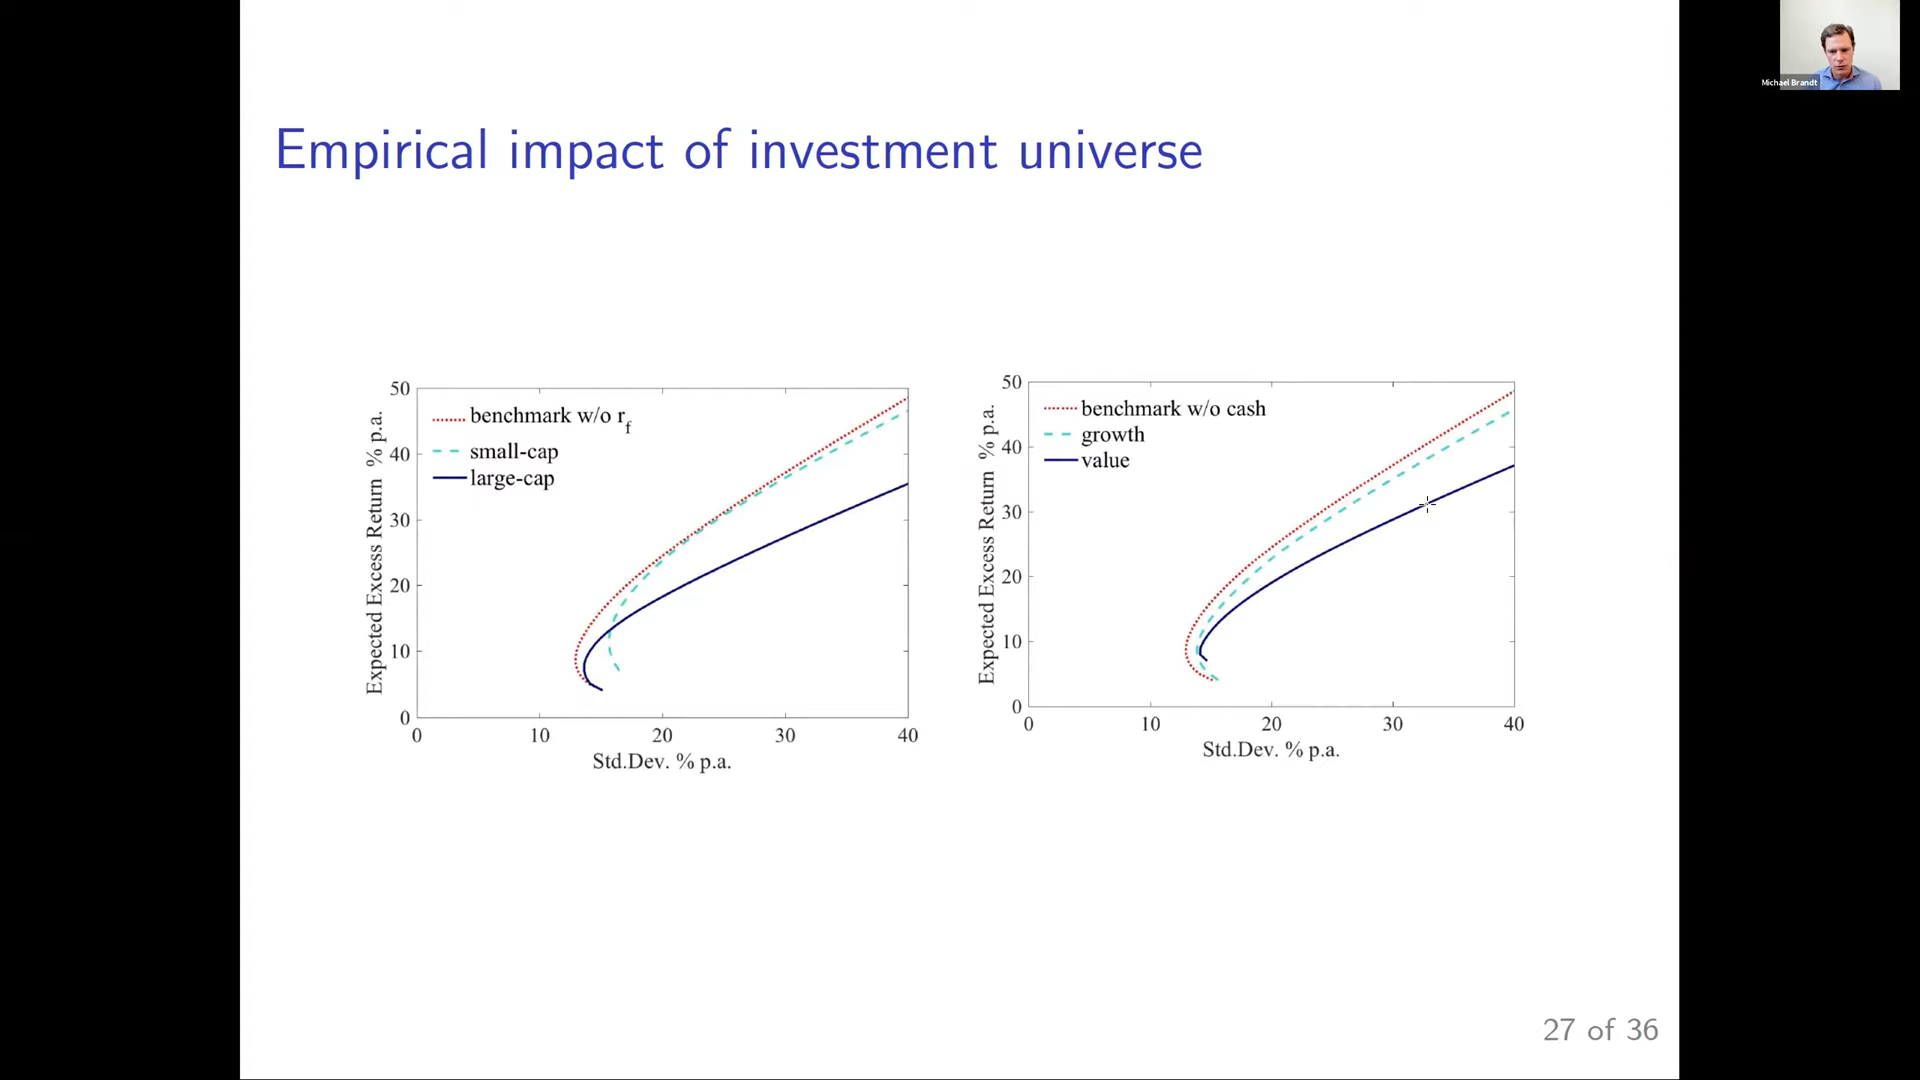 Michael Brandt
Empirical impact of investment universe
Expected Excess Return % p.a.
50
40
30
20
10
0
benchmark w/o r_f
small-cap
large-cap
0 10 20 30 40
Std.Dev. % p.a.
Expected Excess Return % p.a.
50
40
30
20
10
0
benchmark w/o cash
growth
value
0 10 20 30 40
Std.Dev. % p.a.
27 of 36